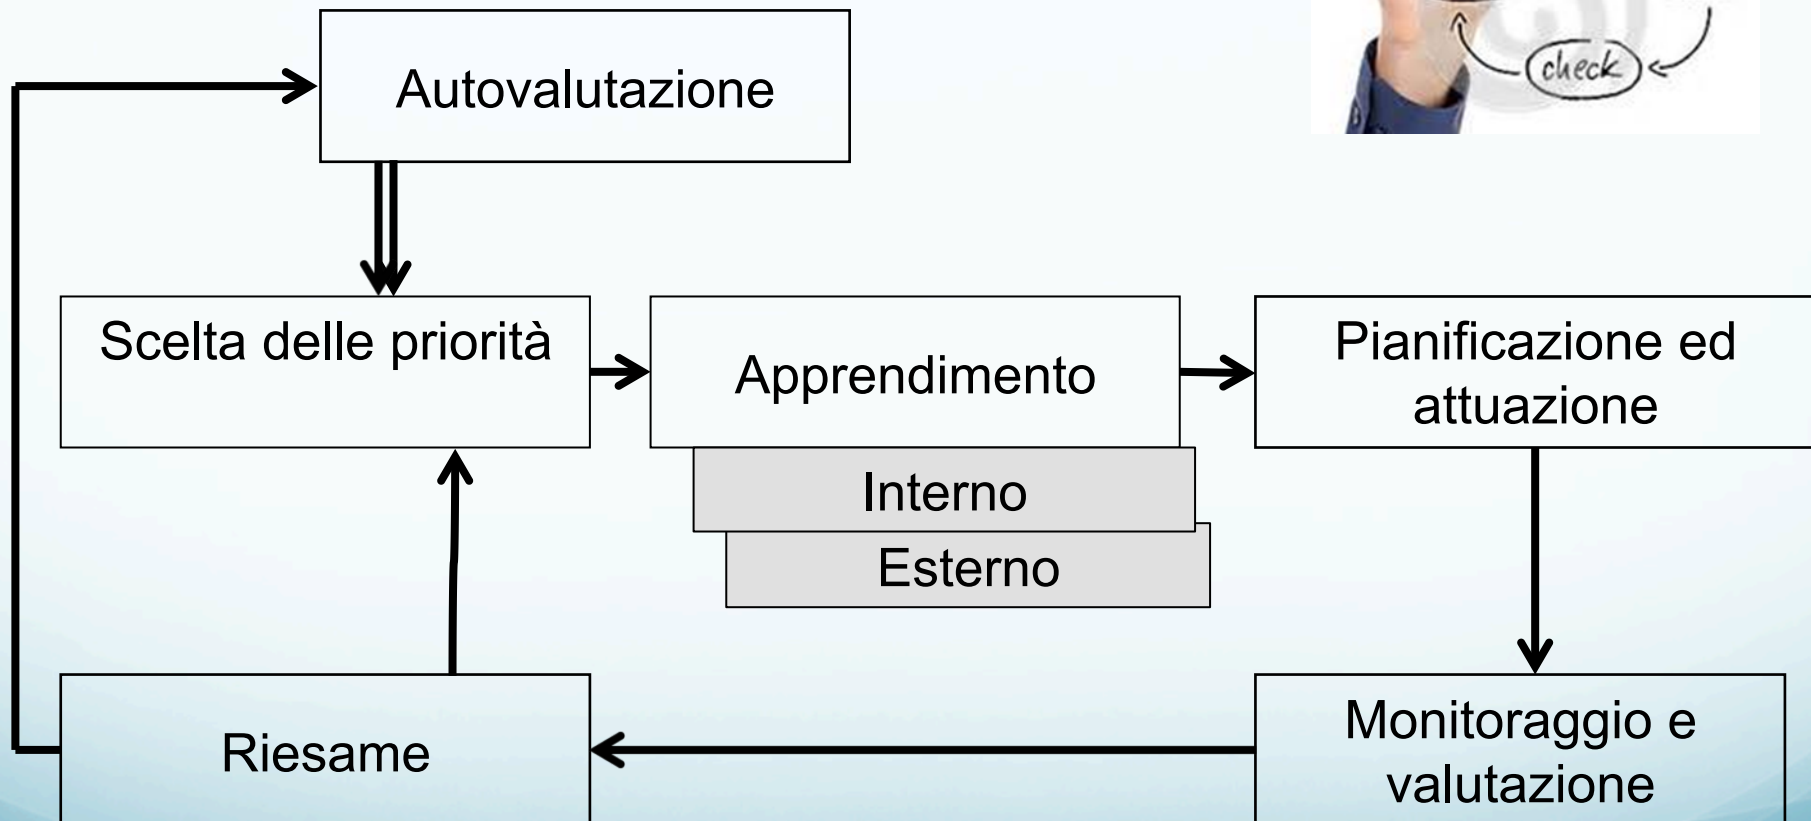 check
Autovalutazione
Scelta delle priorità
Apprendimento
Pianificazione ed
attuazione
Interno
Esterno
Riesame
Monitoraggio e
valutazione